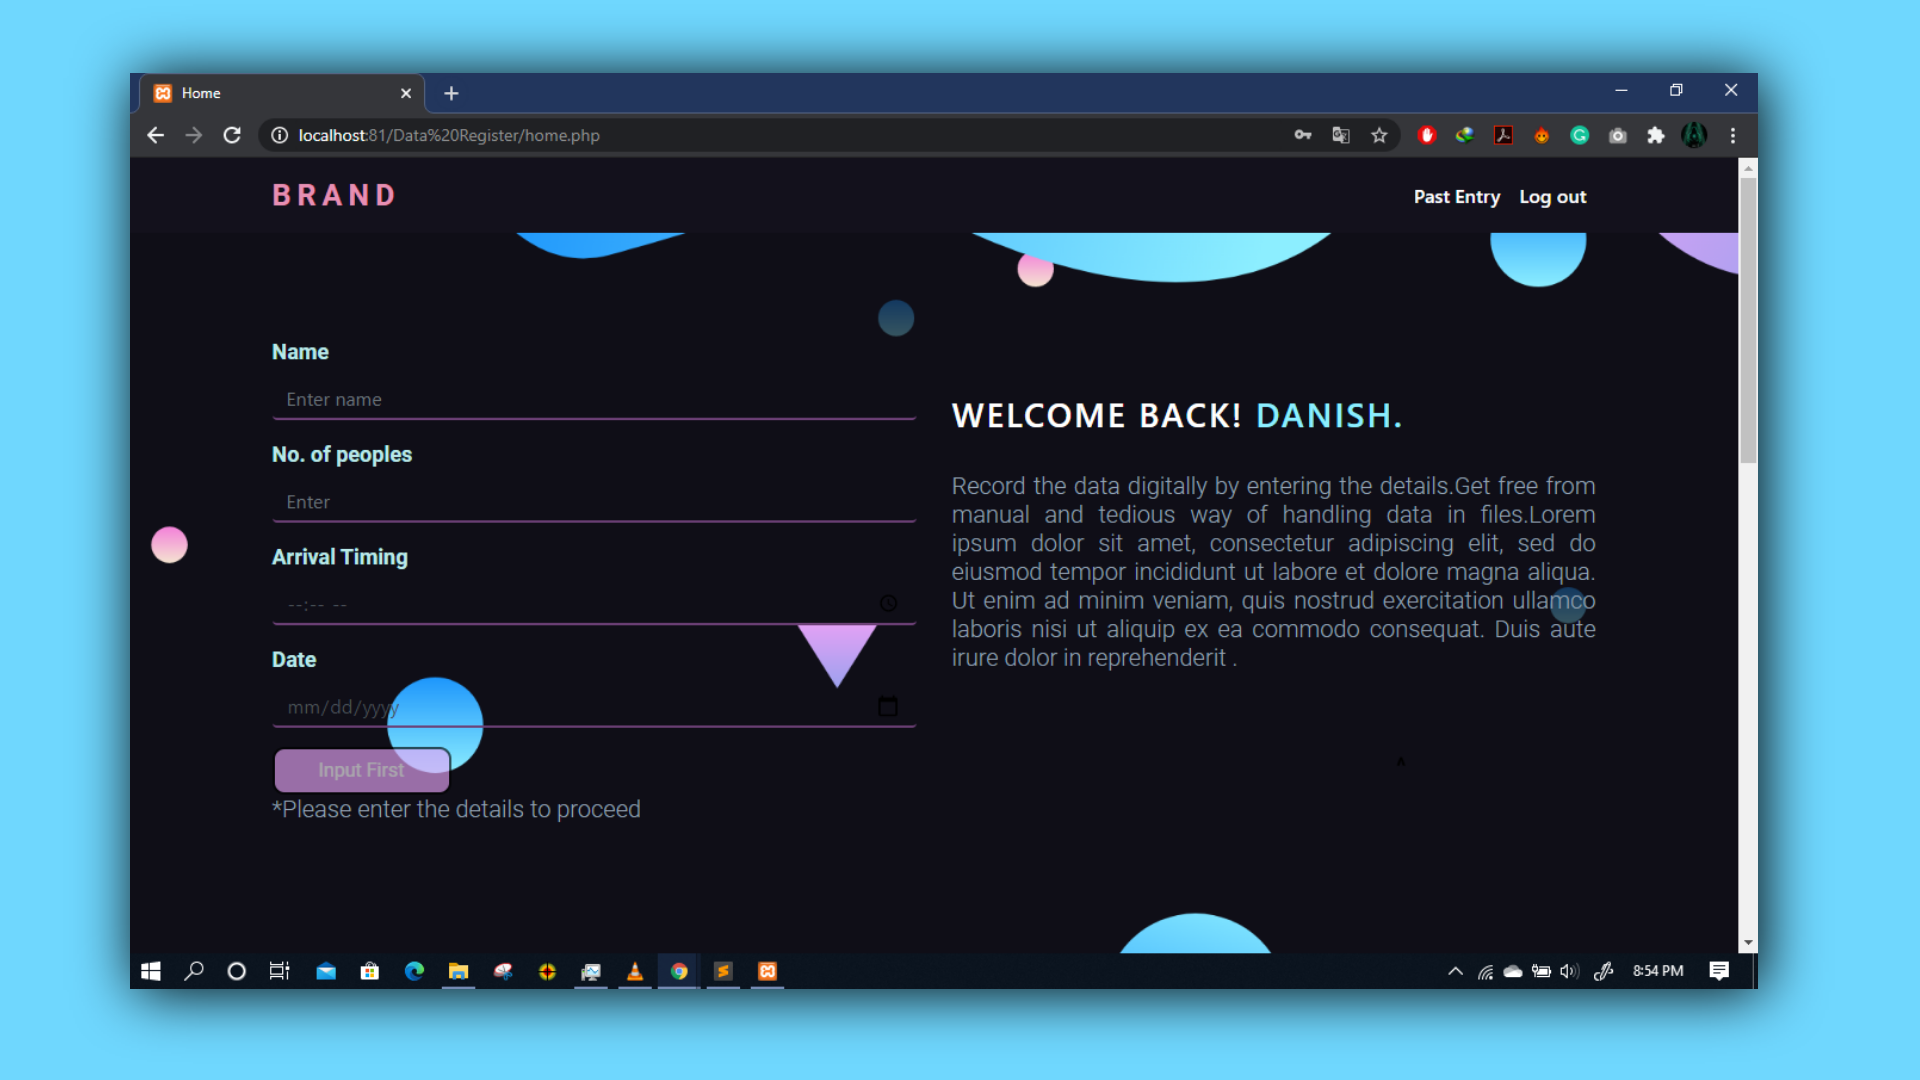 Home
localhost:81/Data%20Register/home.php
BRAND
Past Entry Log out
Name
Enter name
No. of peoples
Enter
Arrival Timing
--:-- --
Date
mm/dd/yyyy
Input First
*Please enter the details to proceed
WELCOME BACK! DANISH.
Record the data digitally by entering the details.Get free from
manual and tedious way of handling data in files.Lorem
ipsum dolor sit amet, consectetur adipiscing elit, sed do
eiusmod tempor incididunt ut labore et dolore magna aliqua.
Ut enim ad minim veniam, quis nostrud exercitation ullamco
laboris nisi ut aliquip ex ea commodo consequat. Duis aute
irure dolor in reprehenderit .
8:54 PM